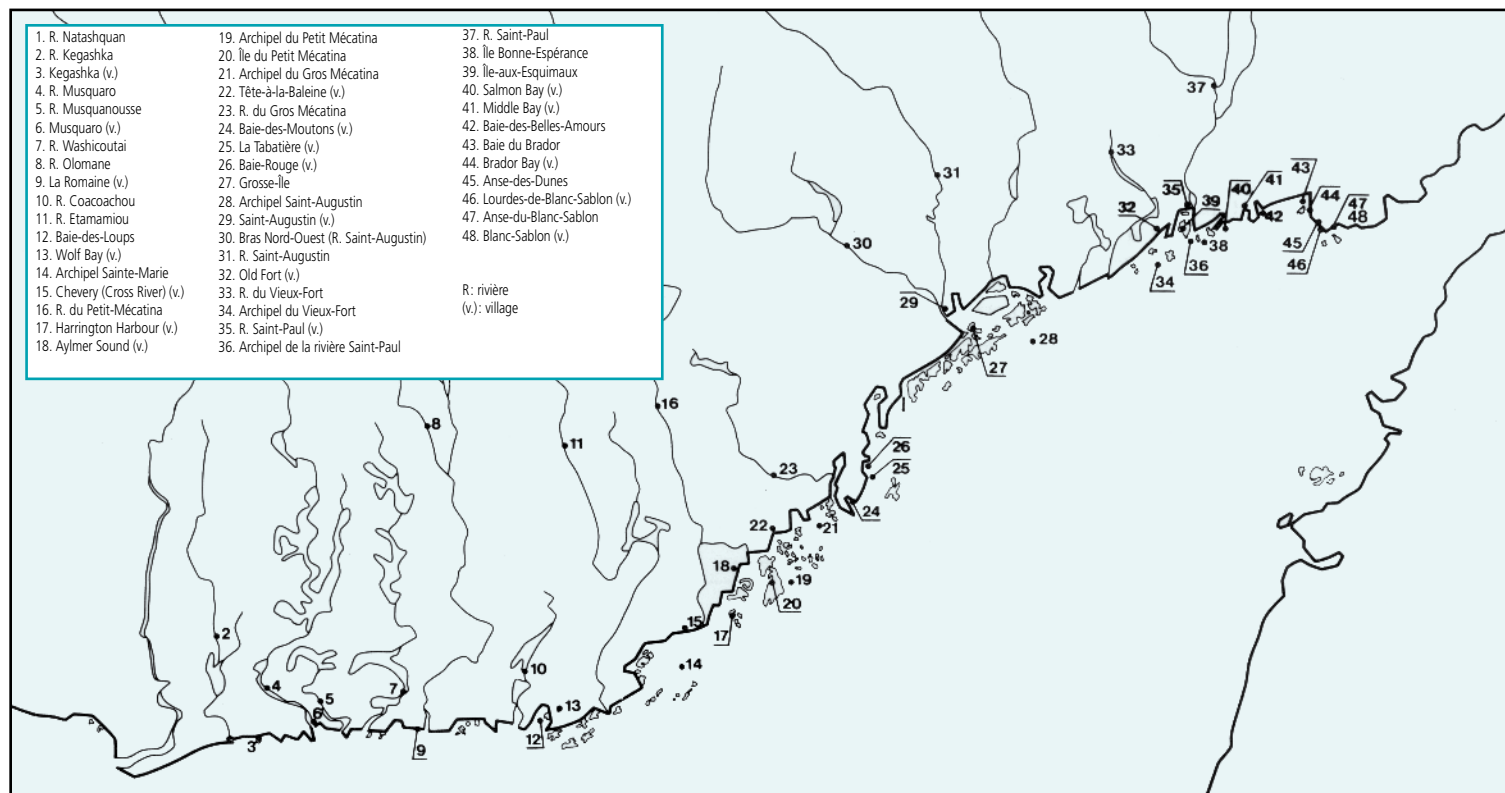 1. R. Natashquan
2. R. Kegashka
3. Kegashka (v.)
4. R. Musquaro
5. R. Musquanousse
6. Musquaro (v.)
7. R. Washicoutai
8. R. Olomane
9. La Romaine (v.)
10. R. Coacoachou
11. R. Etamamiou
12. Baie-des-Loups
13. Wolf Bay (v.)
14. Archipel Sainte-Marie
15. Chevery (Cross River) (v.)
16. R. du Petit-Mécatina
17. Harrington Harbour (v.)
18. Aylmer Sound (v.)
19. Archipel du Petit Mécatina
20. Île du Petit Mécatina
21. Archipel du Gros Mécatina
22. Tête-à-la-Baleine (v.)
23. R. du Gros Mécatina
24. Baie-des-Moutons (v.)
25. La Tabatière (v.)
26. Baie-Rouge (v.)
27. Grosse-Île
28. Archipel Saint-Augustin
29. Saint-Augustin (v.)
30. Bras Nord-Ouest (R. Saint-Augustin)
31. R. Saint-Augustin
32. Old Fort (v.)
33. R. du Vieux-Fort
34. Archipel du Vieux-Fort
35. R. Saint-Paul (v.)
36. Archipel de la rivière Saint-Paul
37. R. Saint-Paul
38. Île Bonne-Espérance
39. Île-aux-Esquimaux
40. Salmon Bay (v.)
41. Middle Bay (v.)
42. Baie-des-Belles-Amours
43. Baie du Brador
44. Brador Bay (v.)
45. Anse-des-Dunes
46. Lourdes-de-Blanc-Sablon (v.)
47. Anse-du-Blanc-Sablon
48. Blanc-Sablon (v.)
R: rivière
(v.): village
37
33
31
35
39
40
41
43
44
47
48
32
42
38
45
46
36
34
30
29
28
27
16
8
11
26
25
23
24
22
21
18
19
20
17
15
14
2
10
4
5
7
6
13
3
9
12